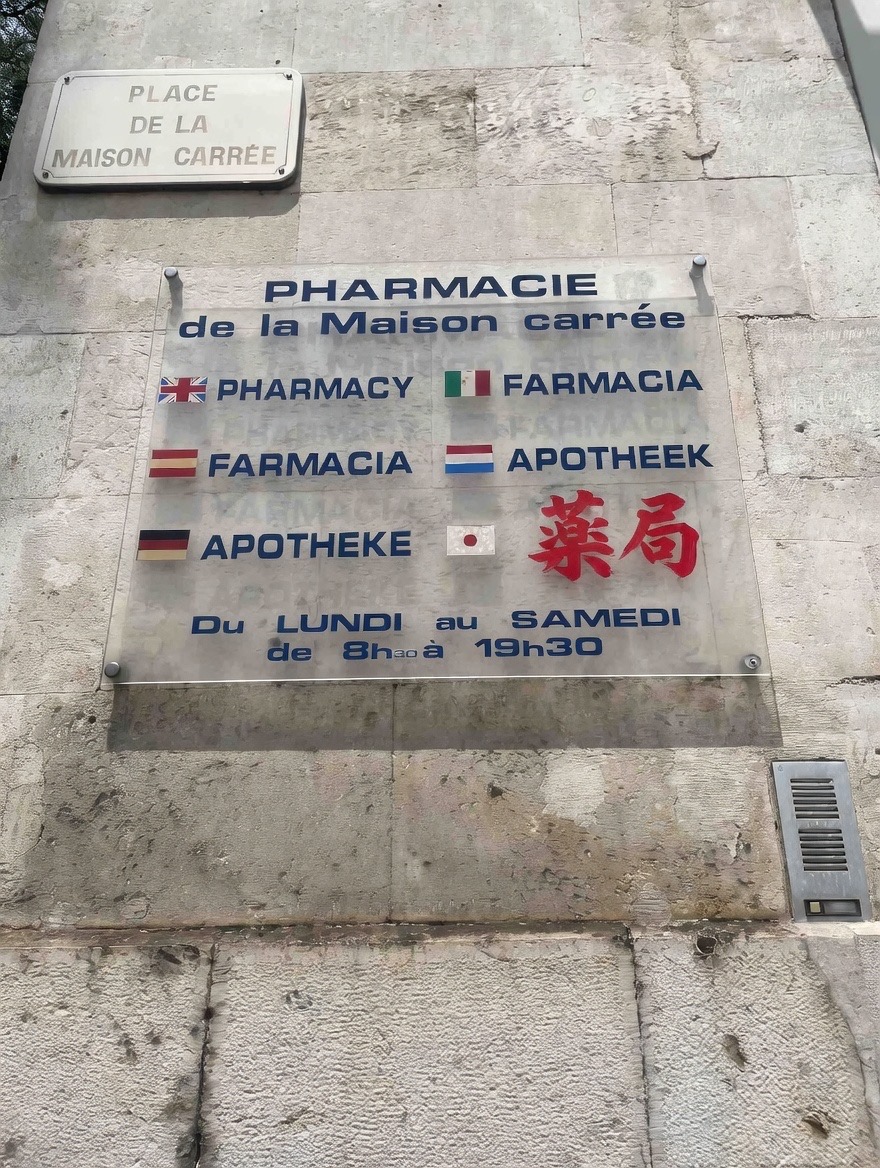 PLACE
DE LA
MAISON CARRÉE
PHARMACIE
de la Maison carrée
PHARMACY FARMACIA
FARMACIA APOTHEEK
APOTHEKE 薬局
Du LUNDI au SAMEDI
de 8h30 à 19h30